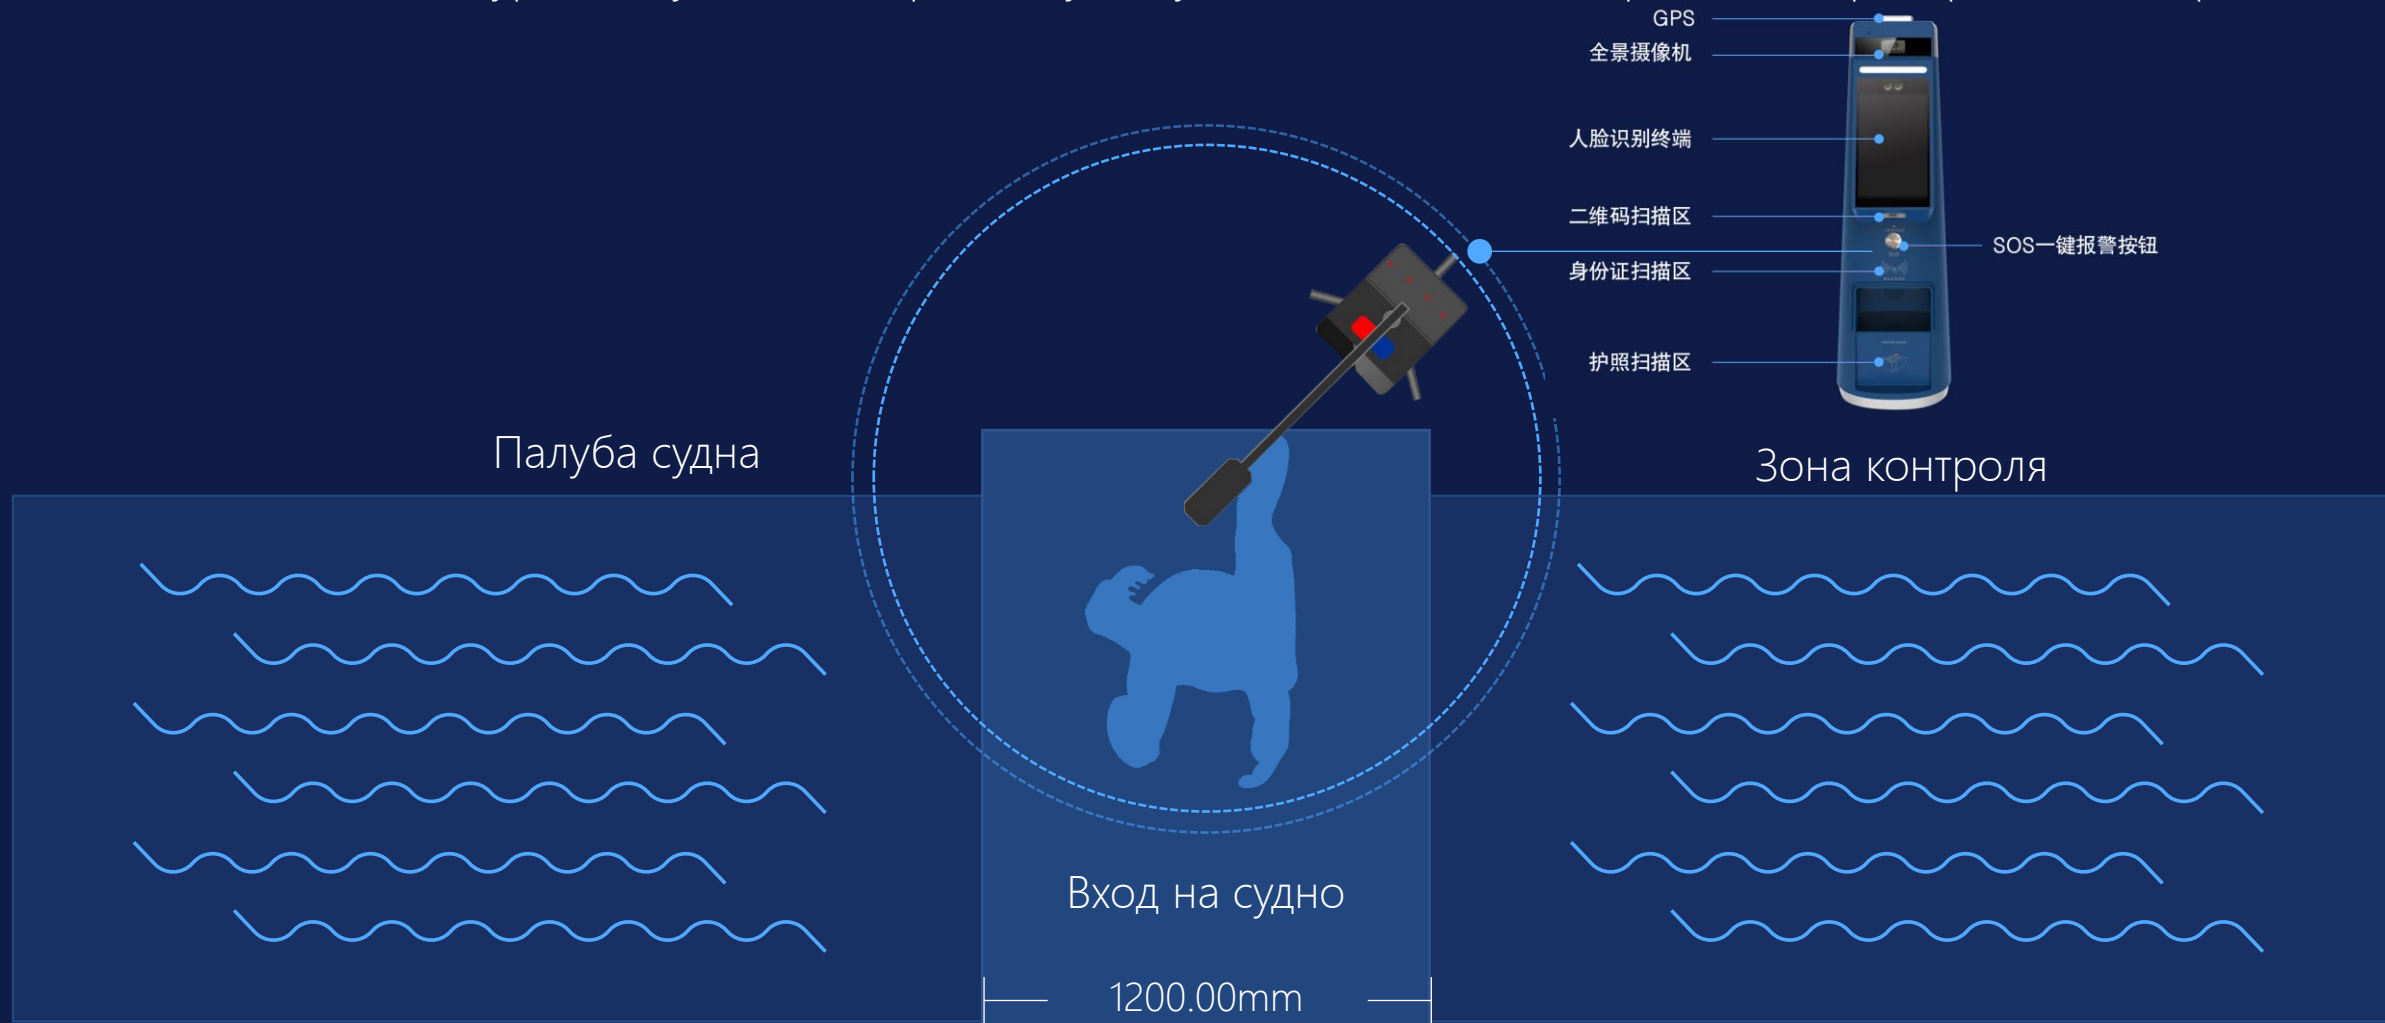 GPS
全景摄像机
人脸识别终端
二维码扫描区
SOS一键报警按钮
身份证扫描区
护照扫描区
Палуба судна
Зона контроля
Вход на судно
1200.00mm